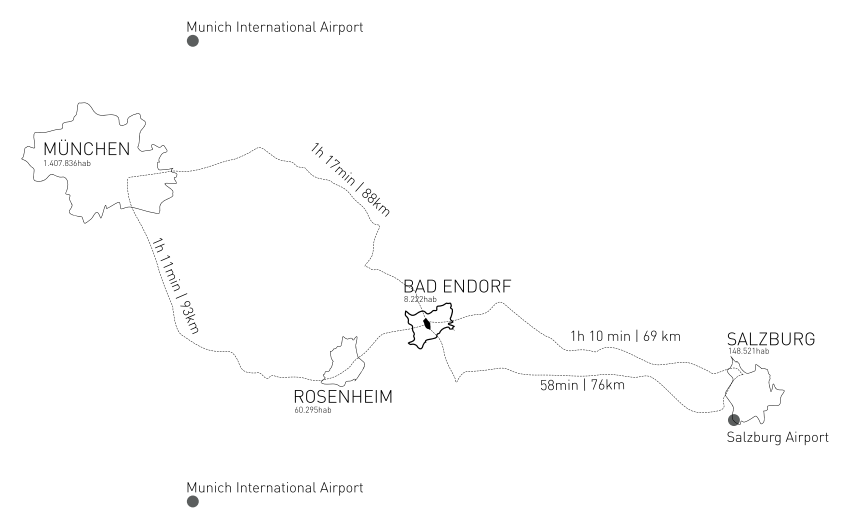 Munich International Airport
MÜNCHEN
1.407.836hab
1h 17min | 88km
1h 11min | 93km
BAD ENDORF
8.222hab
1h 10 min | 69 km
SALZBURG
148.521hab
58min | 76km
ROSENHEIM
60.295hab
Salzburg Airport
Munich International Airport